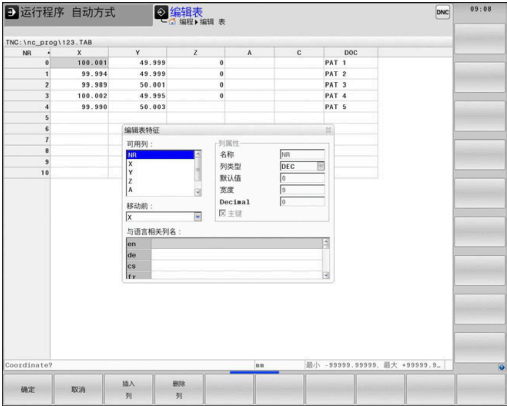 运行程序 自动方式
编辑表
编程 ▸ 编辑 表
DNC
09:08
TNC:\nc_prog\123.TAB
NR X Y Z A C DOC
0 100.001 49.999 0 PAT 1
1 99.994 49.999 0 PAT 2
2 99.989 50.001 0 PAT 3
3 100.002 49.995 0 PAT 4
4 99.990 50.003 PAT 5
5
6
7
8
9
10
编辑表特征
可用列:
NR
X
Y
Z
A
移动前:
X
列属性
名称 NR
列类型 DEC
默认值 0
宽度 9
Decimal 0
主键
与语言相关列名:
en
de
cs
fr
Coordinate?
mm
最小 -99999.99999, 最大 +99999.9…
确定
取消
插入
列
删除
列